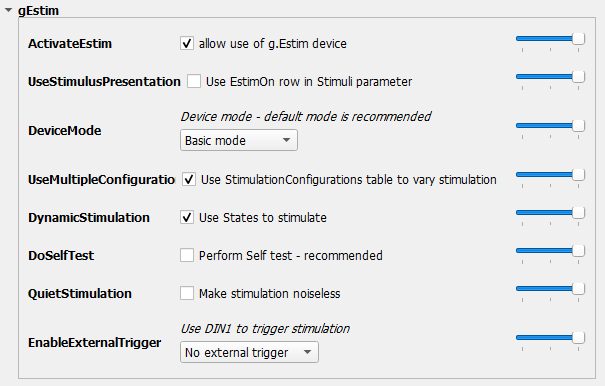 gEstim
ActivateEstim allow use of g.Estim device
UseStimulusPresentation Use EstimOn row in Stimuli parameter
Device mode - default mode is recommended
DeviceMode
Basic mode
UseMultipleConfiguratio Use StimulationConfigurations table to vary stimulation
DynamicStimulation Use States to stimulate
DoSelfTest Perform Self test - recommended
QuietStimulation Make stimulation noiseless
Use DIN1 to trigger stimulation
EnableExternalTrigger
No external trigger